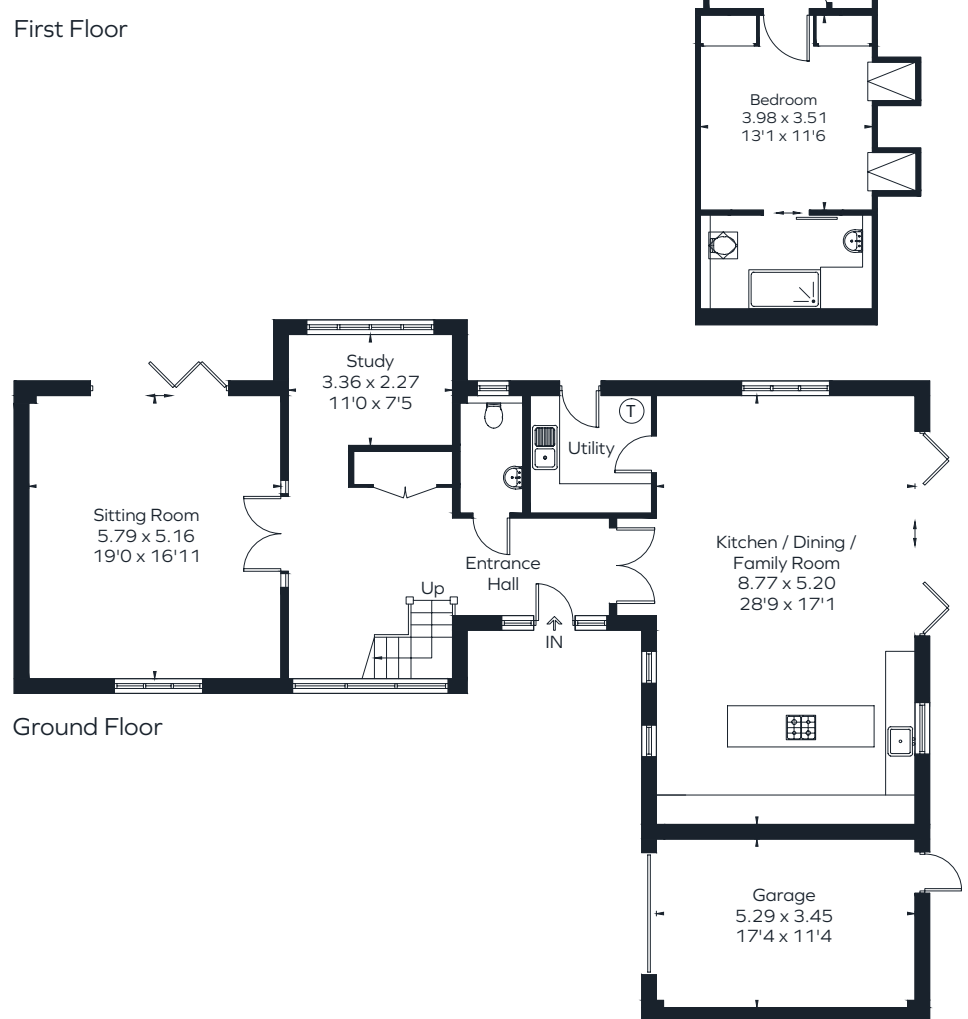 First Floor
Bedroom
3.98 x 3.51
13'1 x 11'6
Study
3.36 x 2.27
11'0 x 7'5
T
Utility
Sitting Room
5.79 x 5.16
19'0 x 16'11
Kitchen / Dining /
Family Room
8.77 x 5.20
28'9 x 17'1
Entrance
Hall
Up
IN
Ground Floor
Garage
5.29 x 3.45
17'4 x 11'4